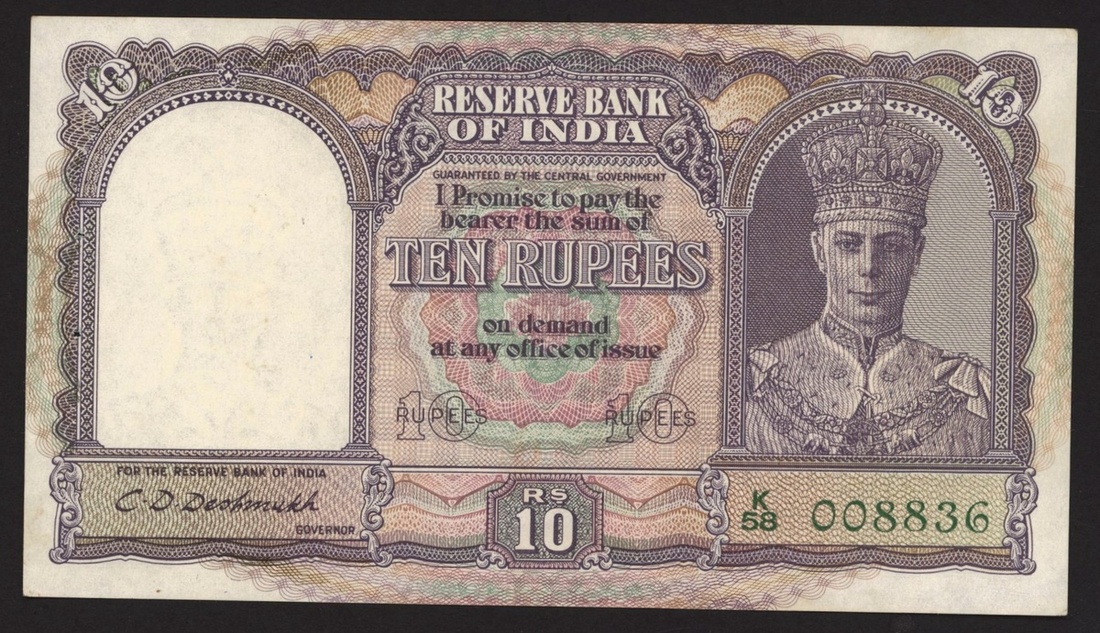 10
10
RESERVE BANK
OF INDIA
GUARANTEED BY THE CENTRAL GOVERNMENT
I Promise to pay the
bearer the sum of
TEN RUPEES
on demand
at any office of issue
10 RUPEES
10 RUPEES
FOR THE RESERVE BANK OF INDIA
C. D. Deshmukh
GOVERNOR
RS
10
K/58 008836